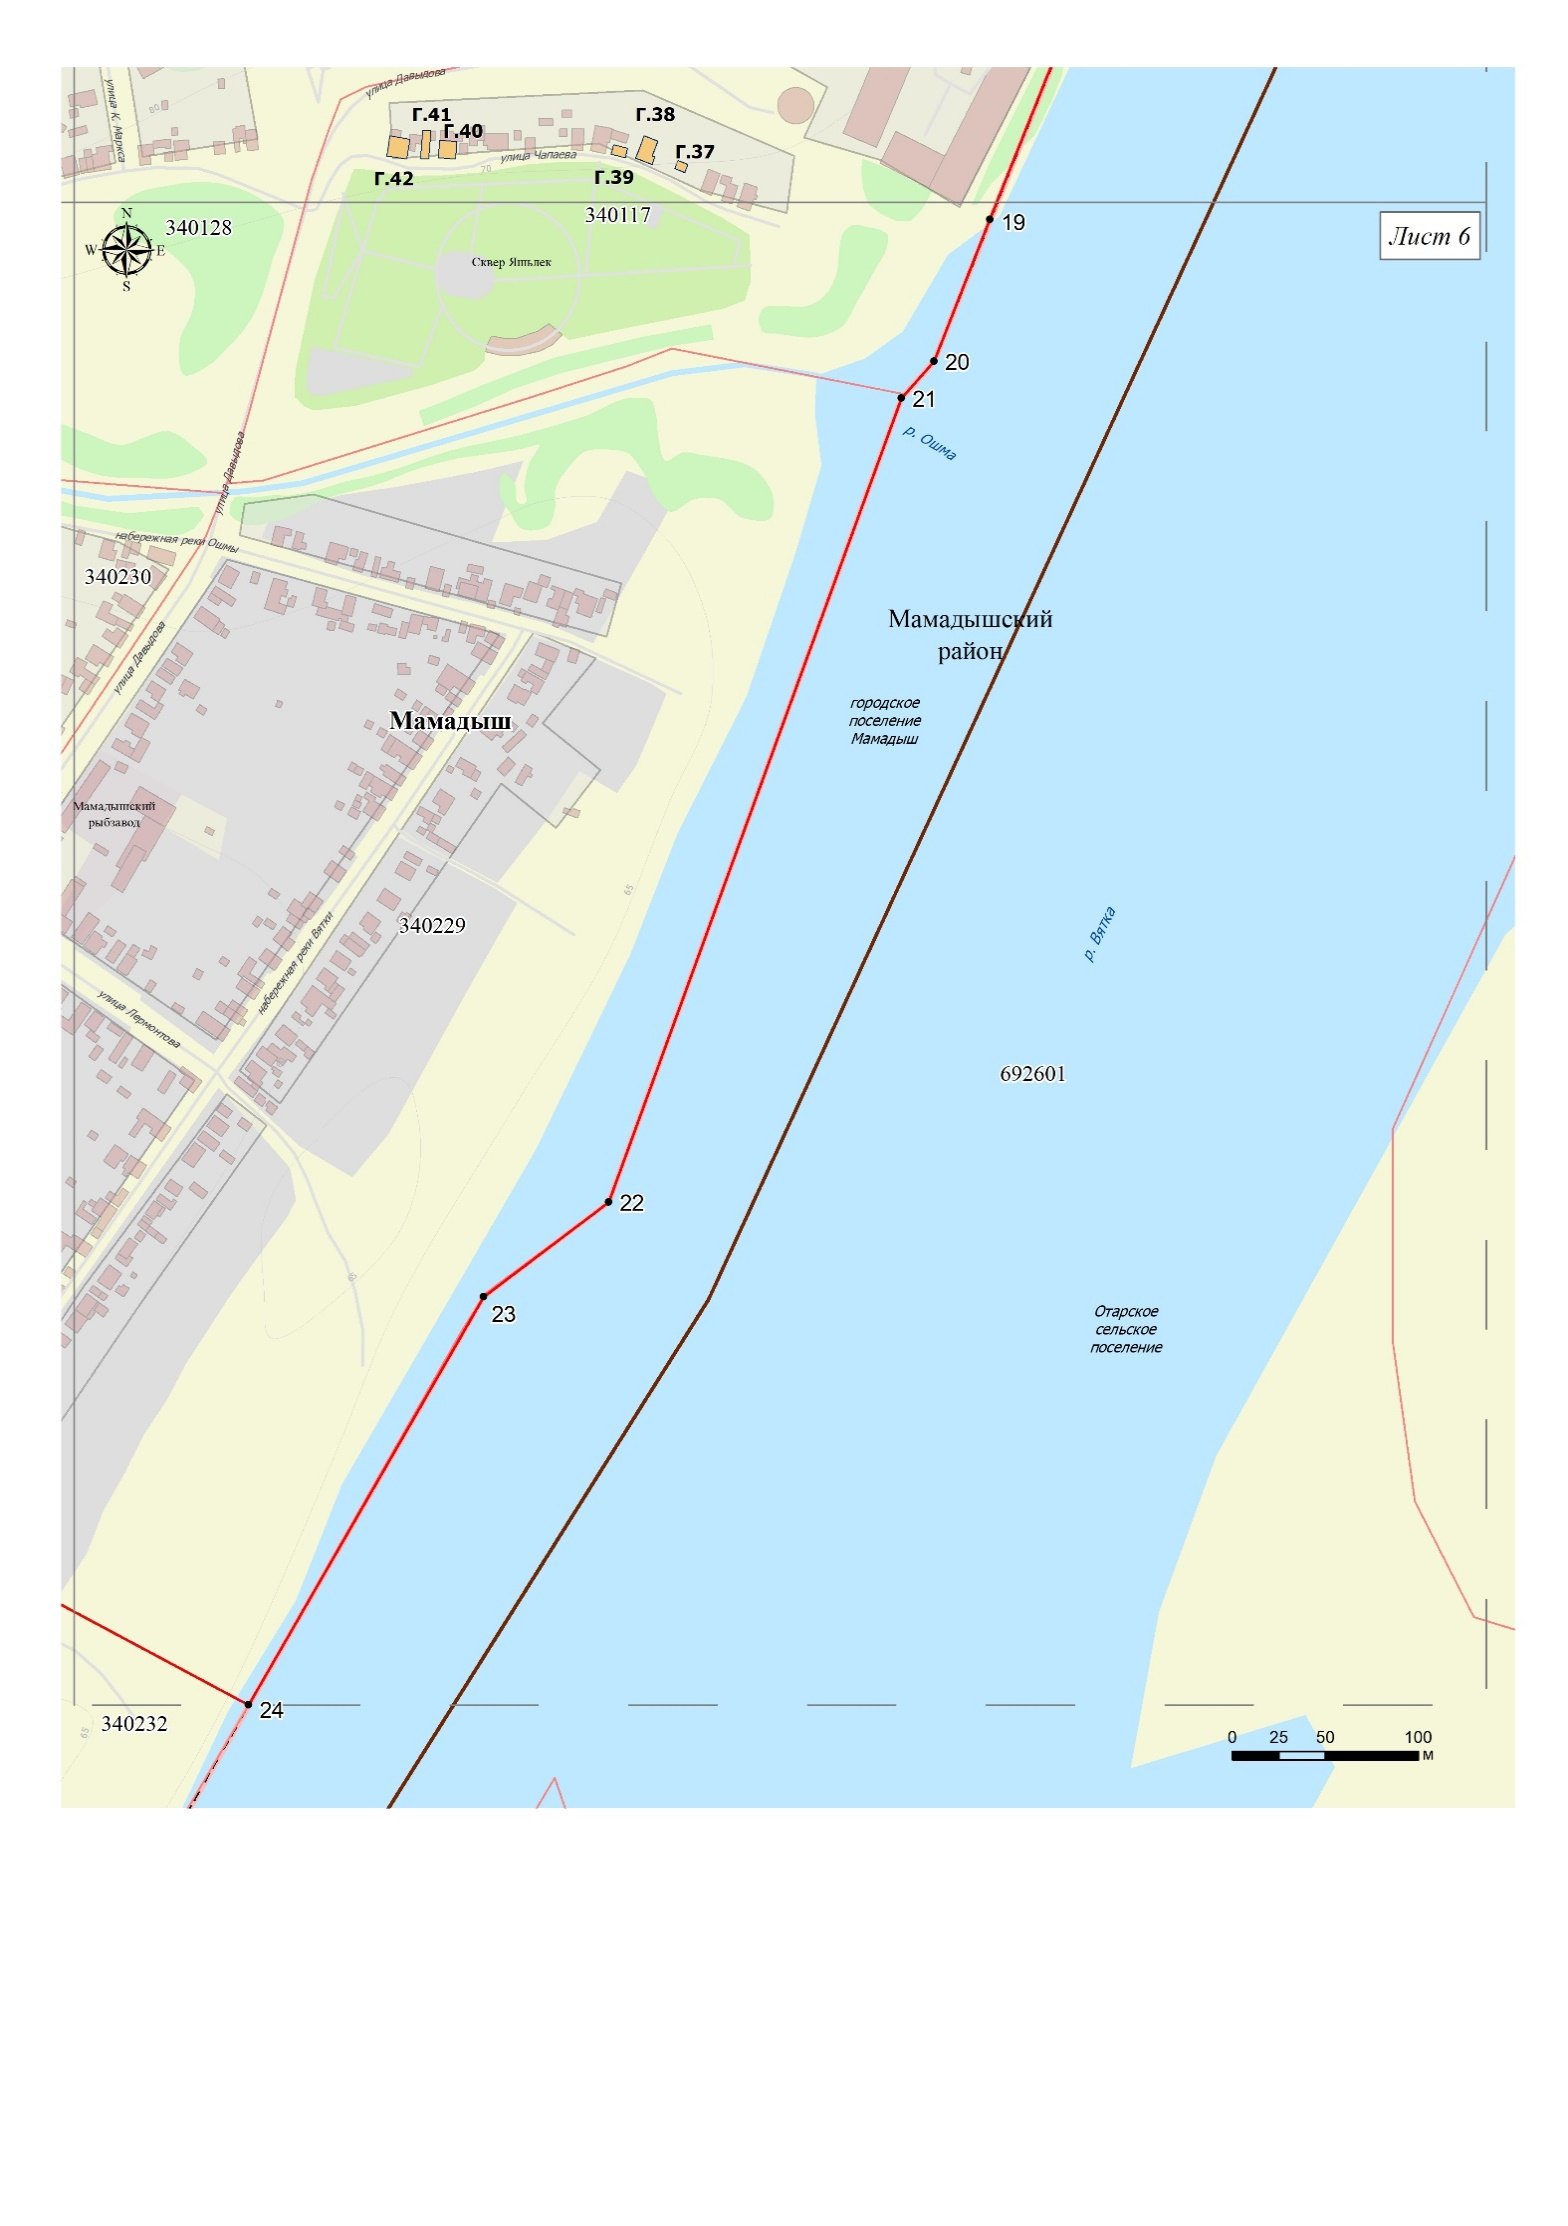 улица Давыдова
улица К. Маркса
80
Г.41
Г.40
Г.38
Г.37
улица Чапаева
70
Г.42
Г.39
340117
340128
N
W
E
S
19
Лист 6
Сквер Яшьлек
20
21
р. Ошма
улица Давыдова
набережная реки Ошмы
340230
улица Давыдова
Мамадышский
район
городское
поселение
Мамадыш
Мамадыш
Мамадышский
рыбзавод
65
340229
набережная реки Вятки
р. Вятка
улица Лермонтова
692601
22
65
23
Отарское
сельское
поселение
24
340232
65
0 25 50 100
М